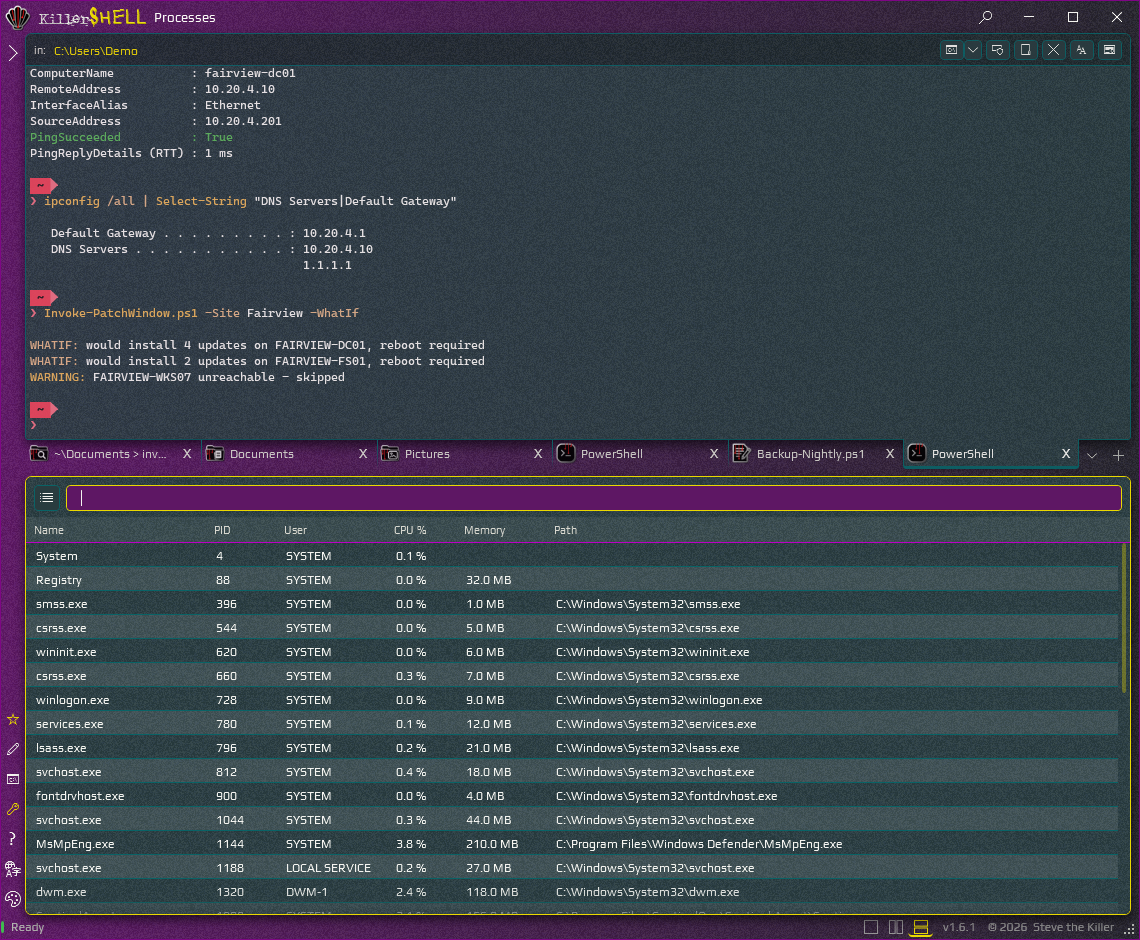 Killer$HELL Processes
in: C:\Users\Demo
ComputerName : fairview-dc01
RemoteAddress : 10.20.4.10
InterfaceAlias : Ethernet
SourceAddress : 10.20.4.201
PingSucceeded : True
PingReplyDetails (RTT) : 1 ms
~
❯ ipconfig /all | Select-String "DNS Servers|Default Gateway"
Default Gateway . . . . . . . . . : 10.20.4.1
DNS Servers . . . . . . . . . . . : 10.20.4.10
1.1.1.1
~
❯ Invoke-PatchWindow.ps1 -Site Fairview -WhatIf
WHATIF: would install 4 updates on FAIRVIEW-DC01, reboot required
WHATIF: would install 2 updates on FAIRVIEW-FS01, reboot required
WARNING: FAIRVIEW-WKS07 unreachable - skipped
~
❯
~\Documents > inv... X Documents X Pictures X PowerShell X Backup-Nightly.ps1 X PowerShell X
Name PID User CPU % Memory Path
System 4 SYSTEM 0.1 %
Registry 88 SYSTEM 0.0 % 32.0 MB
smss.exe 396 SYSTEM 0.0 % 1.0 MB C:\Windows\System32\smss.exe
csrss.exe 544 SYSTEM 0.0 % 5.0 MB C:\Windows\System32\csrss.exe
wininit.exe 620 SYSTEM 0.0 % 6.0 MB C:\Windows\System32\wininit.exe
csrss.exe 660 SYSTEM 0.3 % 7.0 MB C:\Windows\System32\csrss.exe
winlogon.exe 728 SYSTEM 0.0 % 9.0 MB C:\Windows\System32\winlogon.exe
services.exe 780 SYSTEM 0.1 % 12.0 MB C:\Windows\System32\services.exe
lsass.exe 796 SYSTEM 0.2 % 21.0 MB C:\Windows\System32\lsass.exe
svchost.exe 812 SYSTEM 0.4 % 18.0 MB C:\Windows\System32\svchost.exe
fontdrvhost.exe 900 SYSTEM 0.0 % 4.0 MB C:\Windows\System32\fontdrvhost.exe
svchost.exe 1044 SYSTEM 0.3 % 44.0 MB C:\Windows\System32\svchost.exe
MsMpEng.exe 1144 SYSTEM 3.8 % 210.0 MB C:\Program Files\Windows Defender\MsMpEng.exe
svchost.exe 1188 LOCAL SERVICE 0.2 % 27.0 MB C:\Windows\System32\svchost.exe
dwm.exe 1320 DWM-1 2.4 % 118.0 MB C:\Windows\System32\dwm.exe
Ready v1.6.1 © 2026 Steve the Killer